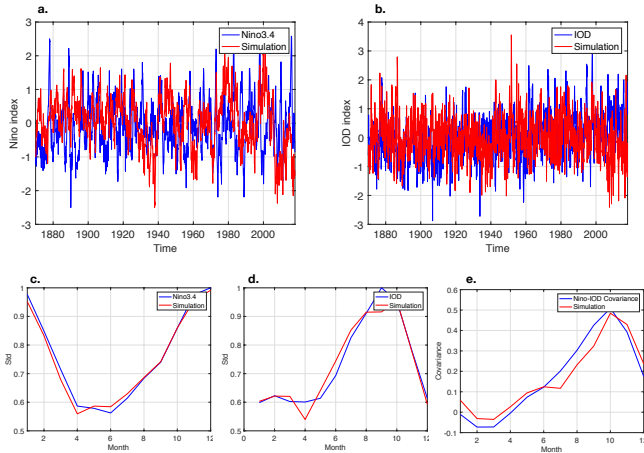 a.
Nino3.4
Simulation
Nino index
3
2
1
0
-1
-2
-3
1880 1900 1920 1940 1960 1980 2000
Time
b.
IOD
Simulation
IOD index
4
3
2
1
0
-1
-2
-3
1880 1900 1920 1940 1960 1980 2000
Time
c.
Nino3.4
Simulation
Std
1
0.9
0.8
0.7
0.6
0.5
2 4 6 8 10 12
Month
d.
IOD
Simulation
Std
1
0.9
0.8
0.7
0.6
0.5
0 2 4 6 8 10 12
Month
e.
Nino-IOD Covariance
Simulation
Covariance
0.6
0.5
0.4
0.3
0.2
0.1
0
-0.1
2 4 6 8 10 12
Month